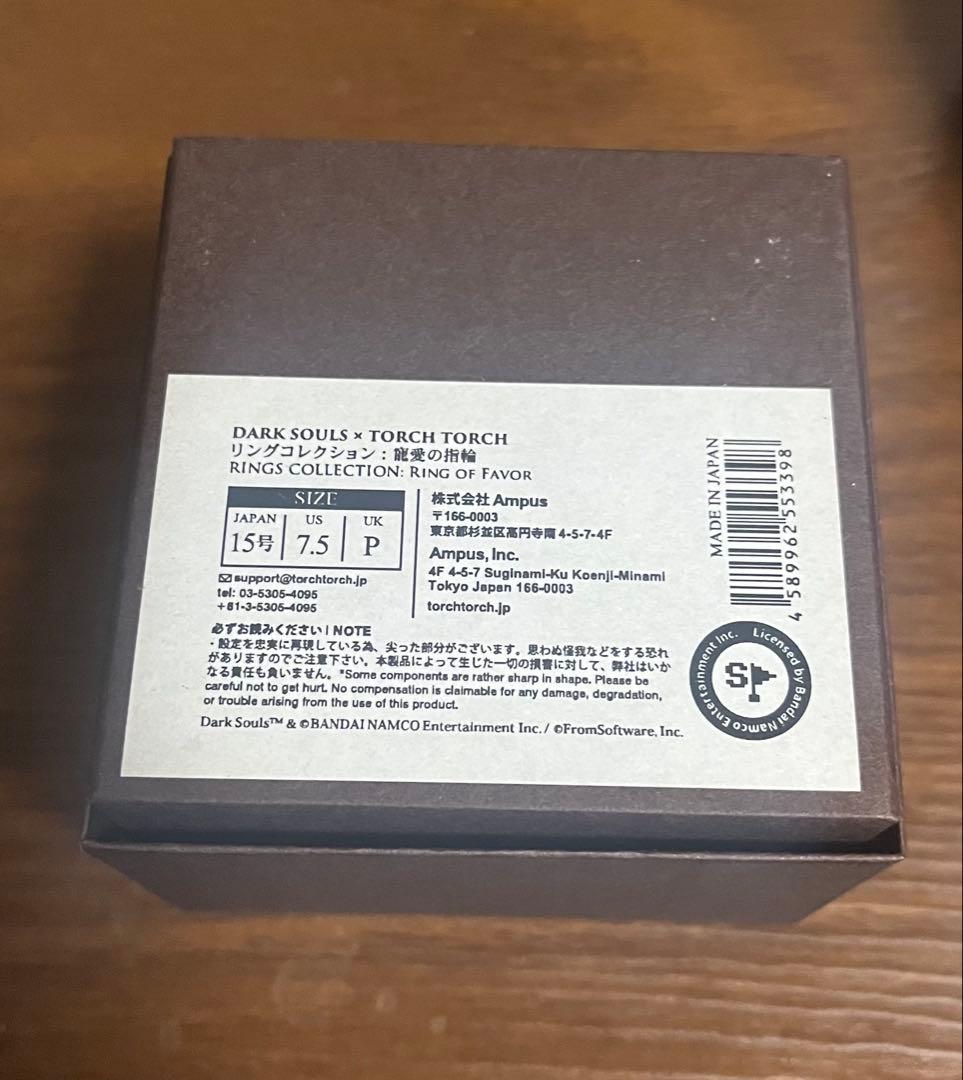 DARK SOULS × TORCH TORCH
リングコレクション：寵愛の指輪
RINGS COLLECTION: RING OF FAVOR
SIZE
JAPAN US UK
15号 7.5 P
support@torchtorch.jp
tel: 03-5305-4095
+81-3-5305-4095
株式会社 Ampus
〒166-0003
東京都杉並区高円寺南 4-5-7-4F
Ampus, Inc.
4F 4-5-7 Suginami-Ku Koenji-Minami
Tokyo Japan 166-0003
torchtorch.jp
必ずお読みください | NOTE
・設定を忠実に再現している為、尖った部分がございます。思わぬ怪我などをする恐れ
がありますのでご注意下さい。本製品によって生じた一切の損害に対して、弊社はいか
なる責任も負いません。*Some components are rather sharp in shape. Please be
careful not to get hurt. No compensation is claimable for any damage, degradation,
or trouble arising from the use of this product.
Dark Souls™ & ©BANDAI NAMCO Entertainment Inc. / ©FromSoftware, Inc.
MADE IN JAPAN
4 589962 553398
Licensed by Bandai Namco Entertainment Inc.